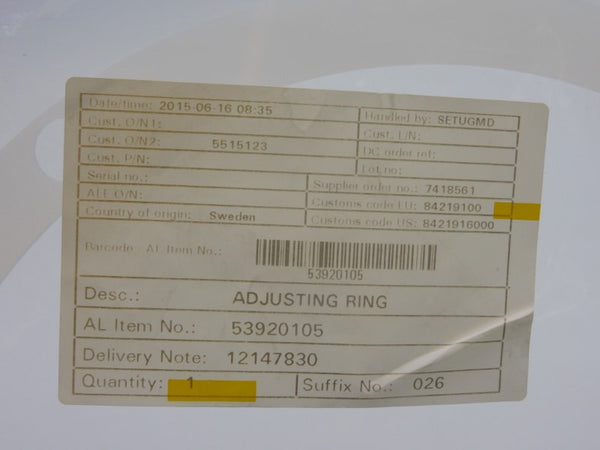 Date/time: 2015-06-16 08:35 Handled by: SETUGMD
Cust. O/N1: Cust. L/N:
Cust. O/N2: 5515123 DC order ref:
Cust. P/N: Lot no:
Serial no.: Supplier order no.: 7418561
ALF O/N: Customs code EU: 84219100
Country of origin: Sweden Customs code US: 8421916000
Barcode AL Item No.:
53920105
Desc.: ADJUSTING RING
AL Item No.: 53920105
Delivery Note: 12147830
Quantity: 1 Suffix No.: 026